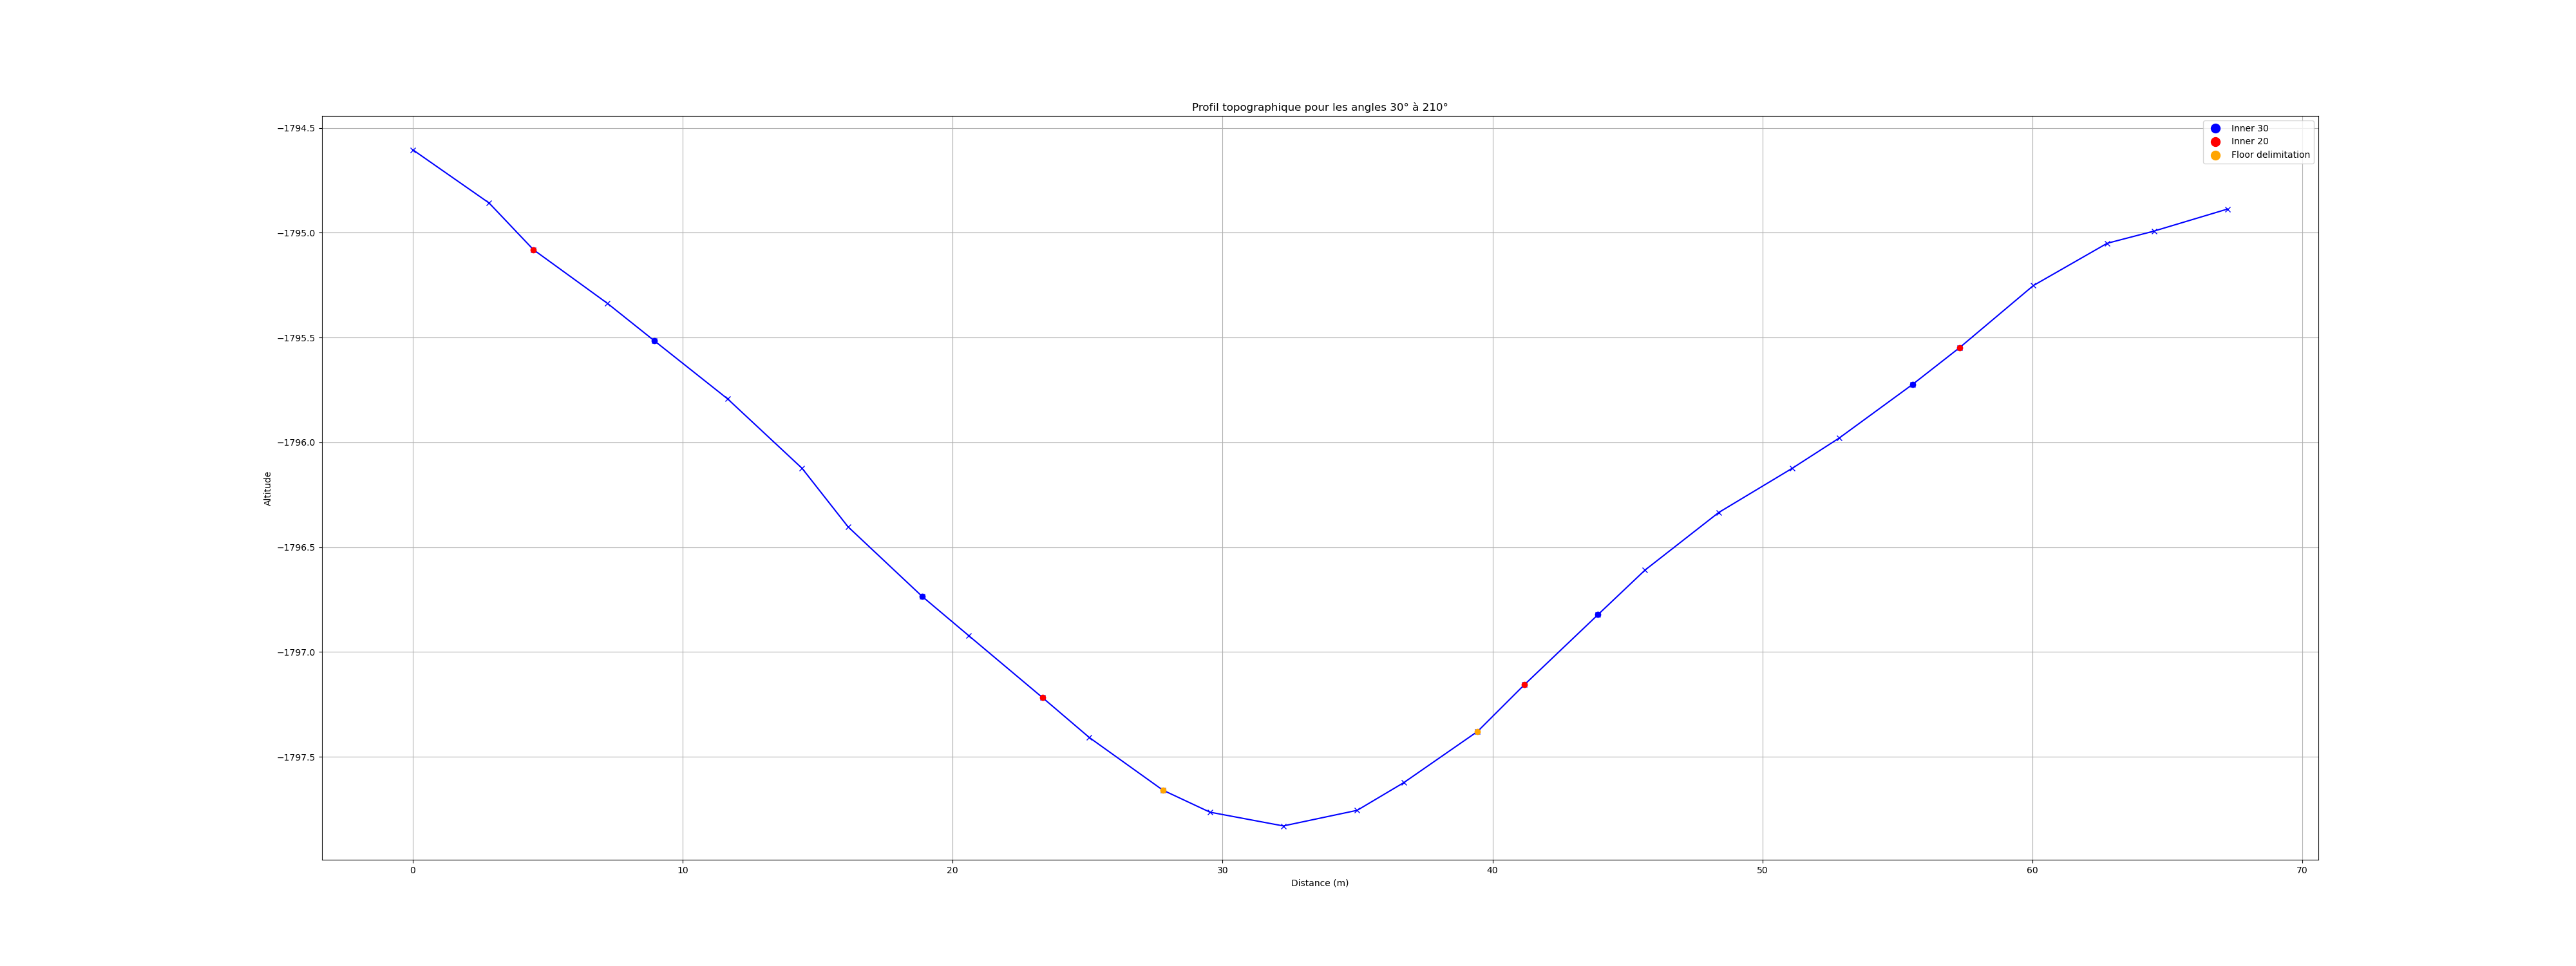 Profil topographique pour les angles 30° à 210°
Inner 30
Inner 20
Floor delimitation
Altitude
−1794.5
−1795.0
−1795.5
−1796.0
−1796.5
−1797.0
−1797.5
0 10 20 30 40 50 60 70
Distance (m)